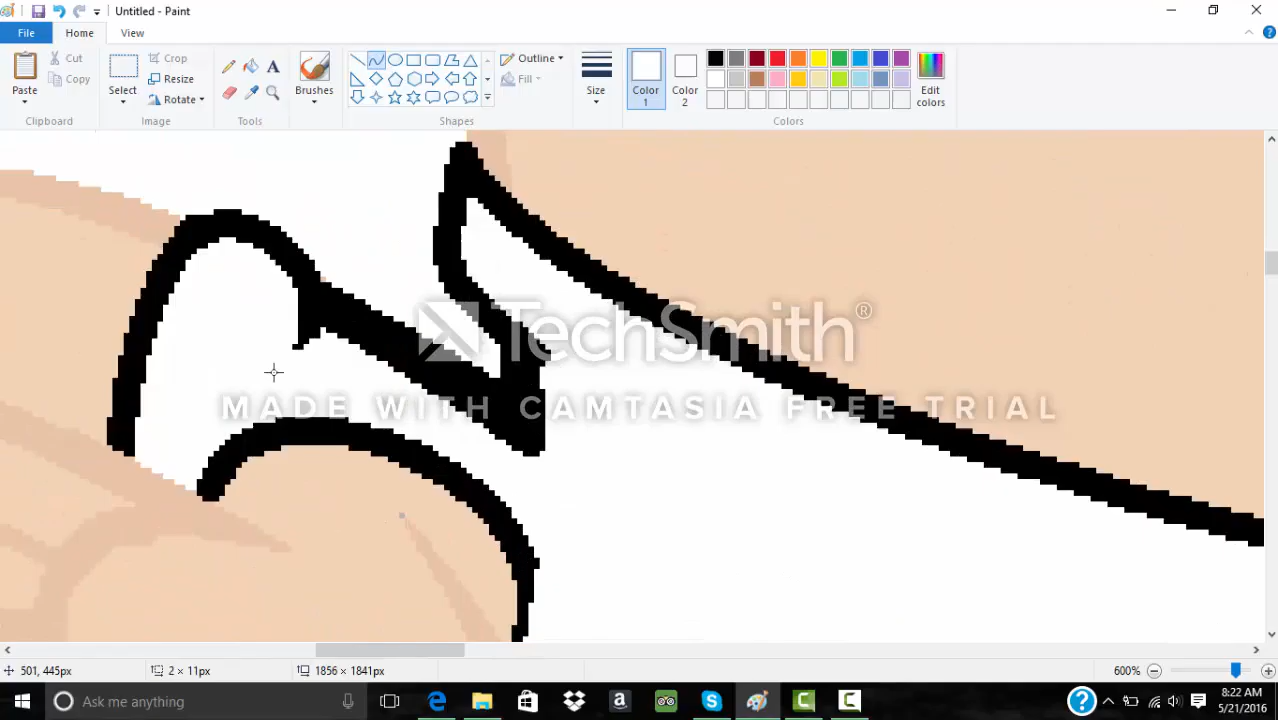 Untitled - Paint
File Home View
Paste
Cut
Copy
Clipboard
Select
Crop
Resize
Rotate
Image
A
Tools
Brushes
Outline
Fill
Shapes
Size
Color
1
Color
2
Edit
colors
Colors
TechSmith®
MADE WITH CAMTASIA FREE TRIAL
501, 445px
2 × 11px
1856 × 1841px
600%
Ask me anything
8:22 AM
5/21/2016